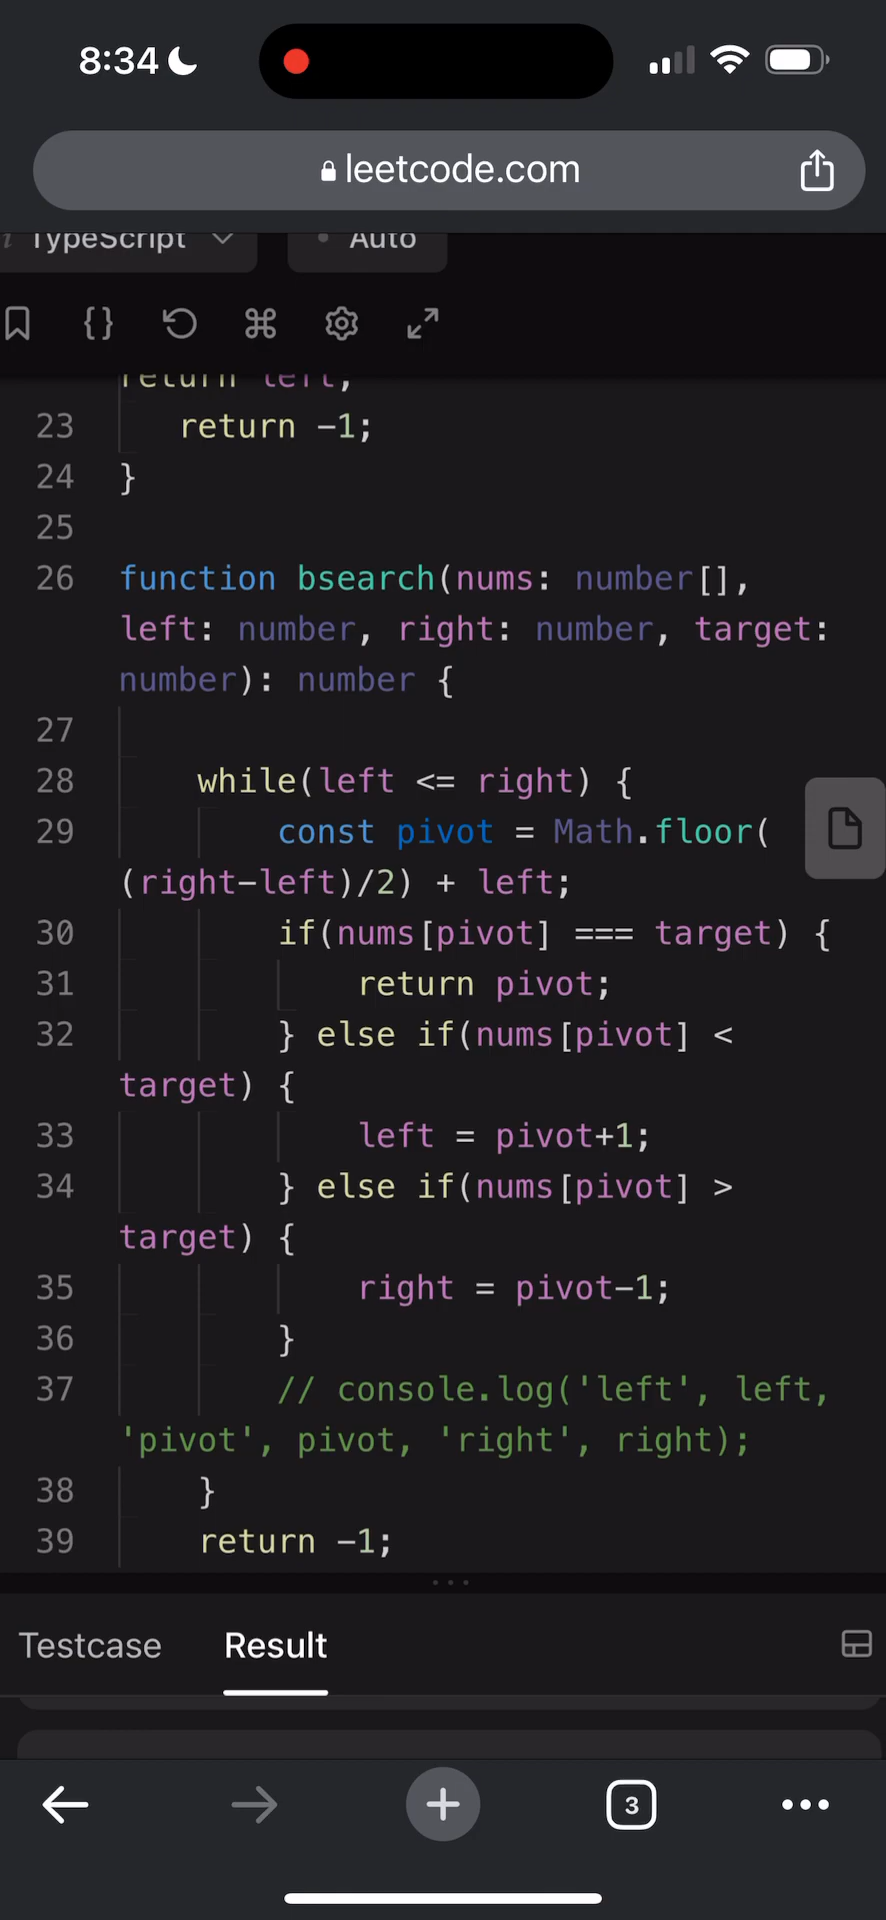 8:34
leetcode.com
TypeScript
Auto
{}
return left;
23 return -1;
24 }
25
26 function bsearch(nums: number[],
left: number, right: number, target:
number): number {
27
28 while(left <= right) {
29 const pivot = Math.floor(
(right-left)/2) + left;
30 if(nums[pivot] === target) {
31 return pivot;
32 } else if(nums[pivot] <
target) {
33 left = pivot+1;
34 } else if(nums[pivot] >
target) {
35 right = pivot-1;
36 }
37 // console.log('left', left,
'pivot', pivot, 'right', right);
38 }
39 return -1;
Testcase Result
3